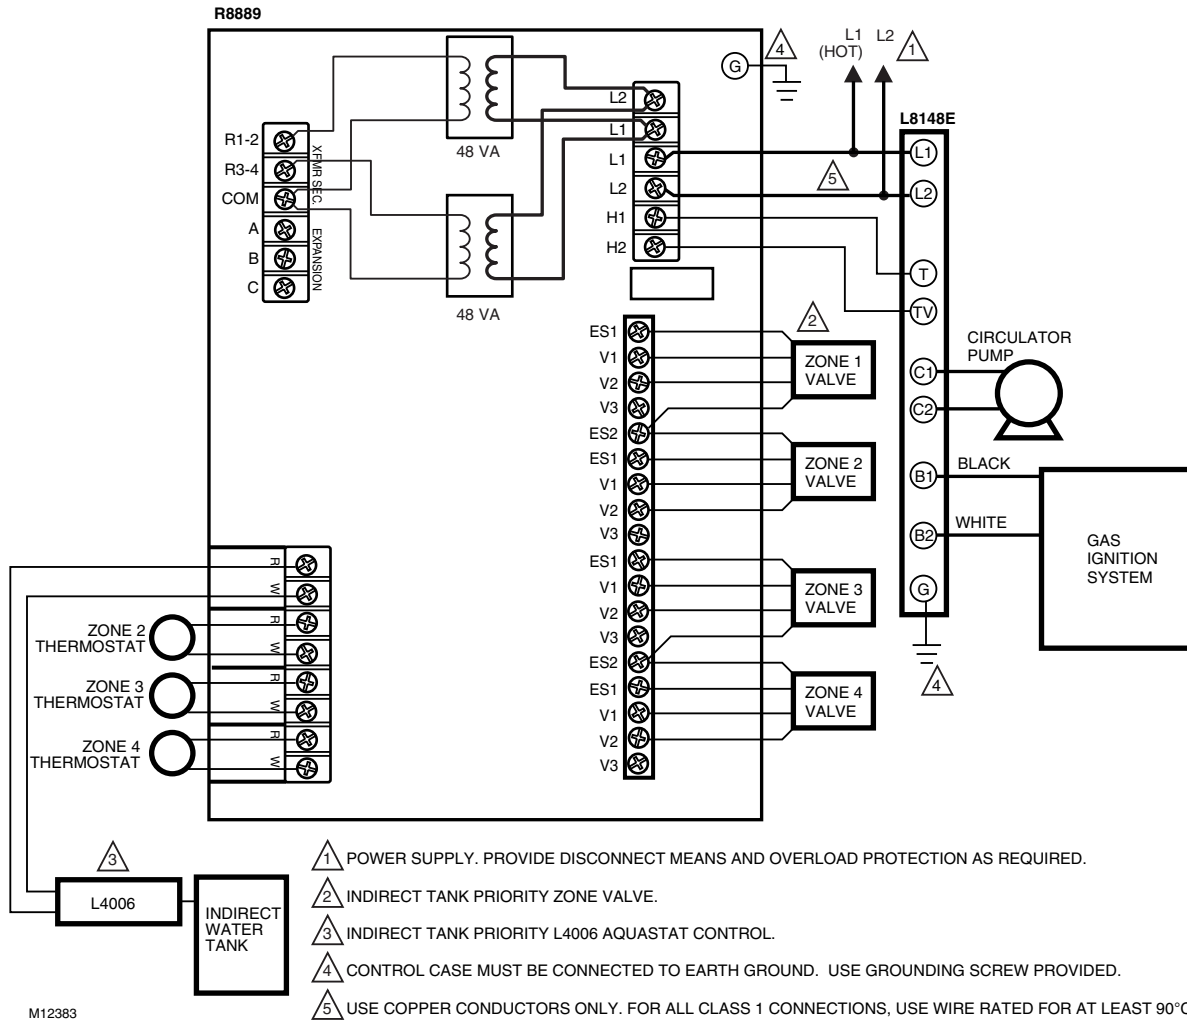 R8889
4
G
L1
(HOT)
L2
1
L8148E
L2
L1
L1
L2
H1
H2
R1-2
R3-4
COM
A
B
C
XFMR SEC.
EXPANSION
48 VA
48 VA
5
L1
L2
T
TV
C1
C2
B1
B2
G
4
CIRCULATOR
PUMP
BLACK
WHITE
GAS
IGNITION
SYSTEM
2
ES1
V1
V2
V3
ES2
ES1
V1
V2
V3
ES1
V1
V2
V3
ES2
ES1
V1
V2
V3
ZONE 1
VALVE
ZONE 2
VALVE
ZONE 3
VALVE
ZONE 4
VALVE
R
W
R
W
R
W
R
W
ZONE 2
THERMOSTAT
ZONE 3
THERMOSTAT
ZONE 4
THERMOSTAT
3
L4006
INDIRECT
WATER
TANK
1 POWER SUPPLY. PROVIDE DISCONNECT MEANS AND OVERLOAD PROTECTION AS REQUIRED.
2 INDIRECT TANK PRIORITY ZONE VALVE.
3 INDIRECT TANK PRIORITY L4006 AQUASTAT CONTROL.
4 CONTROL CASE MUST BE CONNECTED TO EARTH GROUND. USE GROUNDING SCREW PROVIDED.
5 USE COPPER CONDUCTORS ONLY. FOR ALL CLASS 1 CONNECTIONS, USE WIRE RATED FOR AT LEAST 90°C
M12383